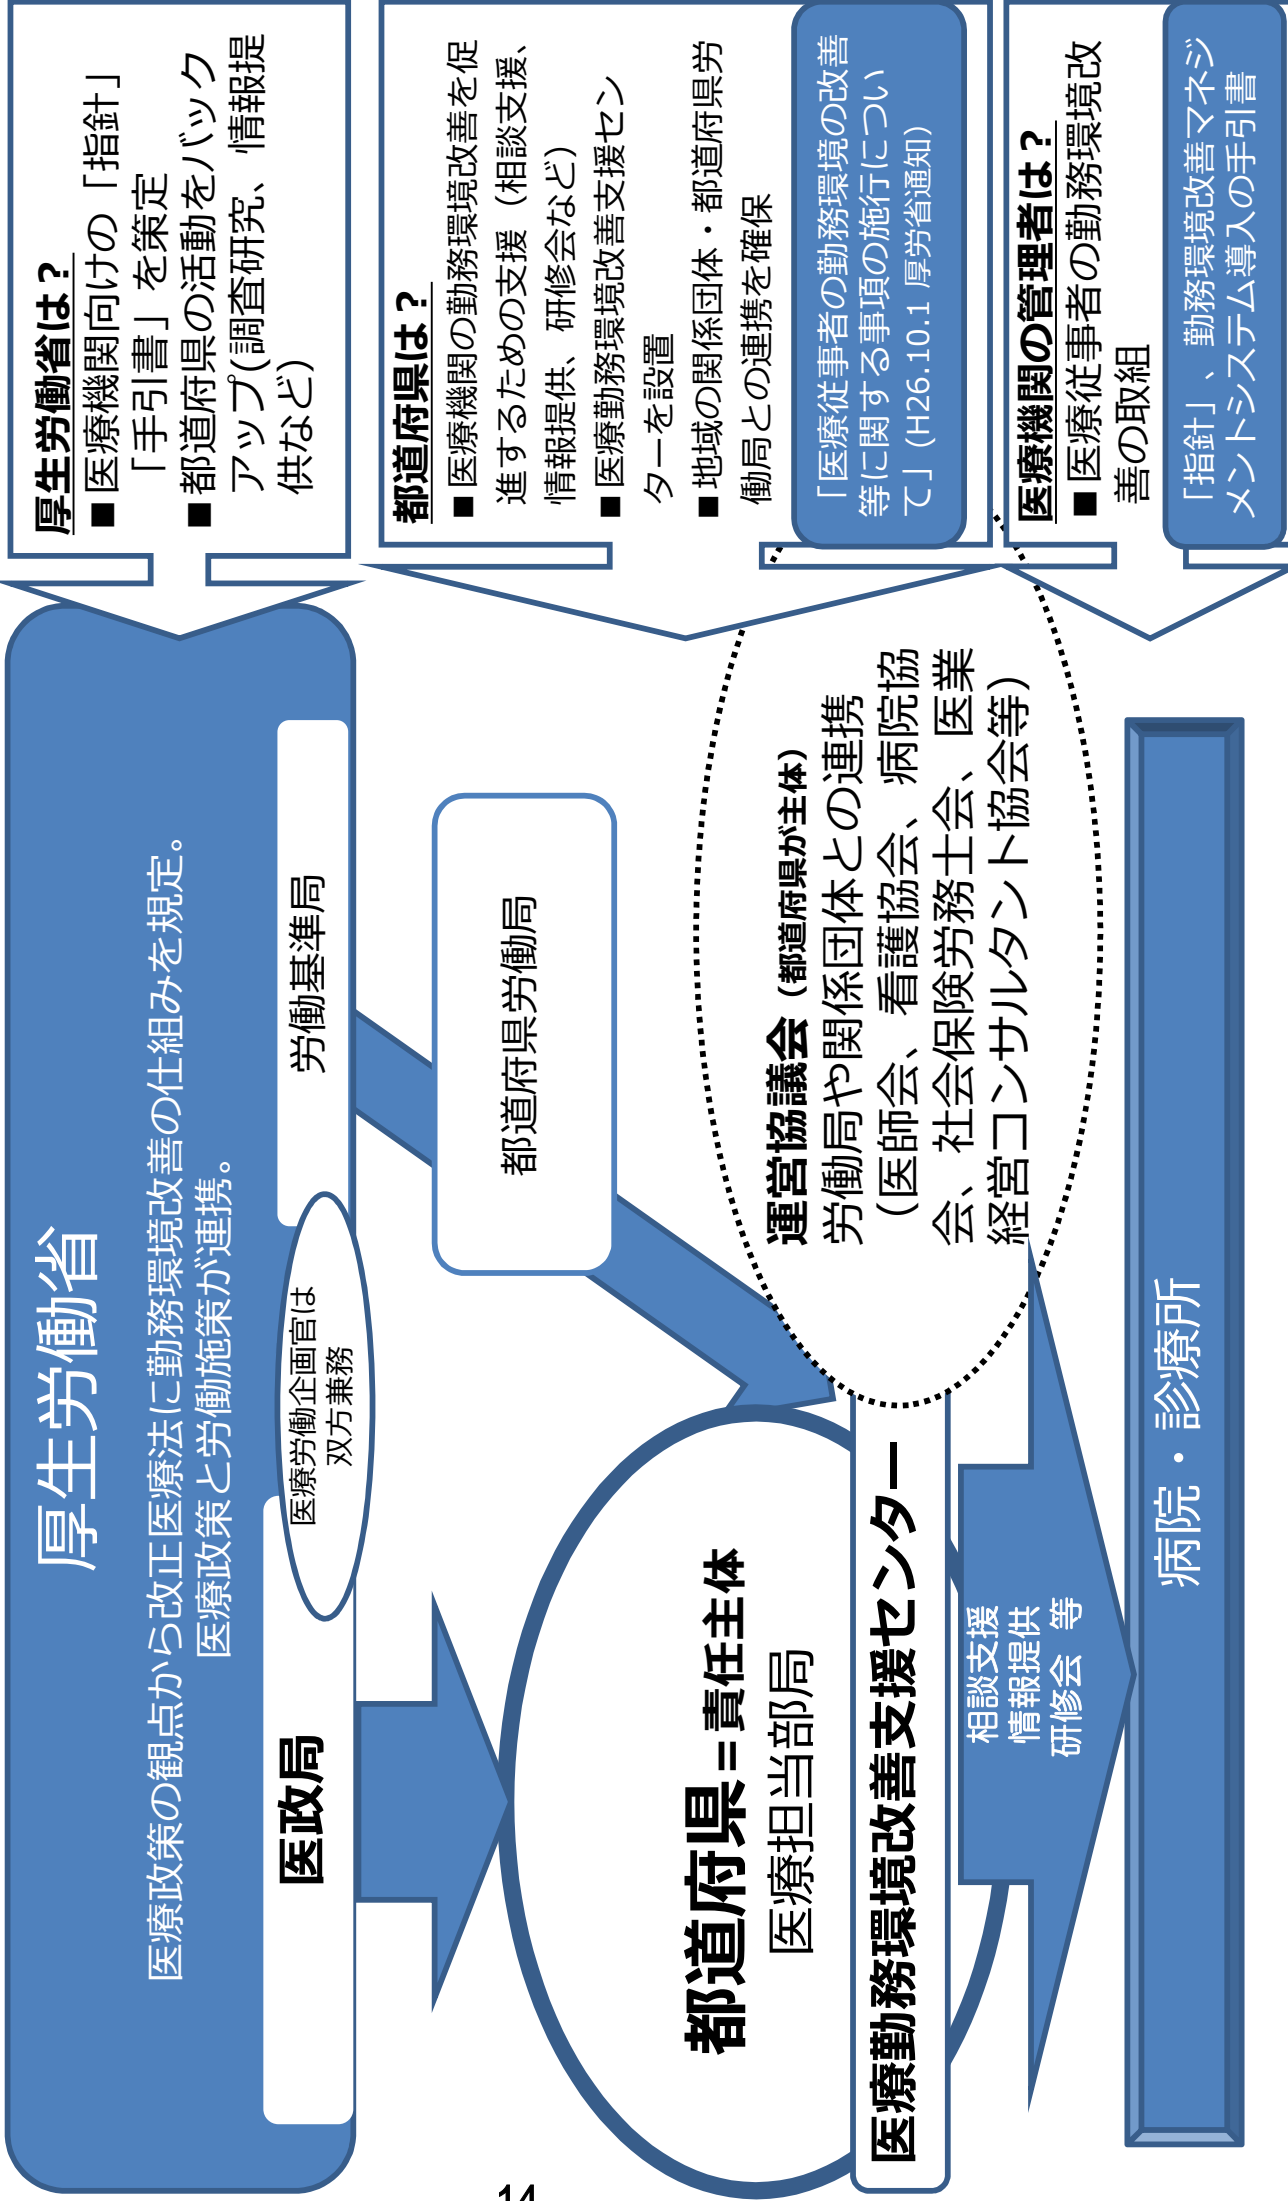 厚生労働省
医療政策の観点から改正医療法に勤務環境改善の仕組みを規定。
医療政策と労働施策が連携。
医政局
医療労働企画官は
双方兼務
労働基準局
都道府県労働局
都道府県＝責任主体
医療担当部局
医療勤務環境改善支援センター
運営協議会（都道府県が主体）
労働局や関係団体との連携
（医師会、看護協会、病院協
会、社会保険労務士会、医業
経営コンサルタント協会等）
相談支援
情報提供
研修会 等
病院・診療所
厚生労働省は？
■医療機関向けの「指針」
「手引書」を策定
■都道府県の活動をバック
アップ(調査研究、情報提
供など)
都道府県は？
■医療機関の勤務環境改善を促
進するための支援（相談支援、
情報提供、研修会など）
■医療勤務環境改善支援セン
ターを設置
■地域の関係団体・都道府県労
働局との連携を確保
「医療従事者の勤務環境の改善
等に関する事項の施行につい
て」(H26.10.1 厚労省通知)
医療機関の管理者は？
■医療従事者の勤務環境改
善の取組
「指針」、勤務環境改善マネジ
メントシステム導入の手引書
14